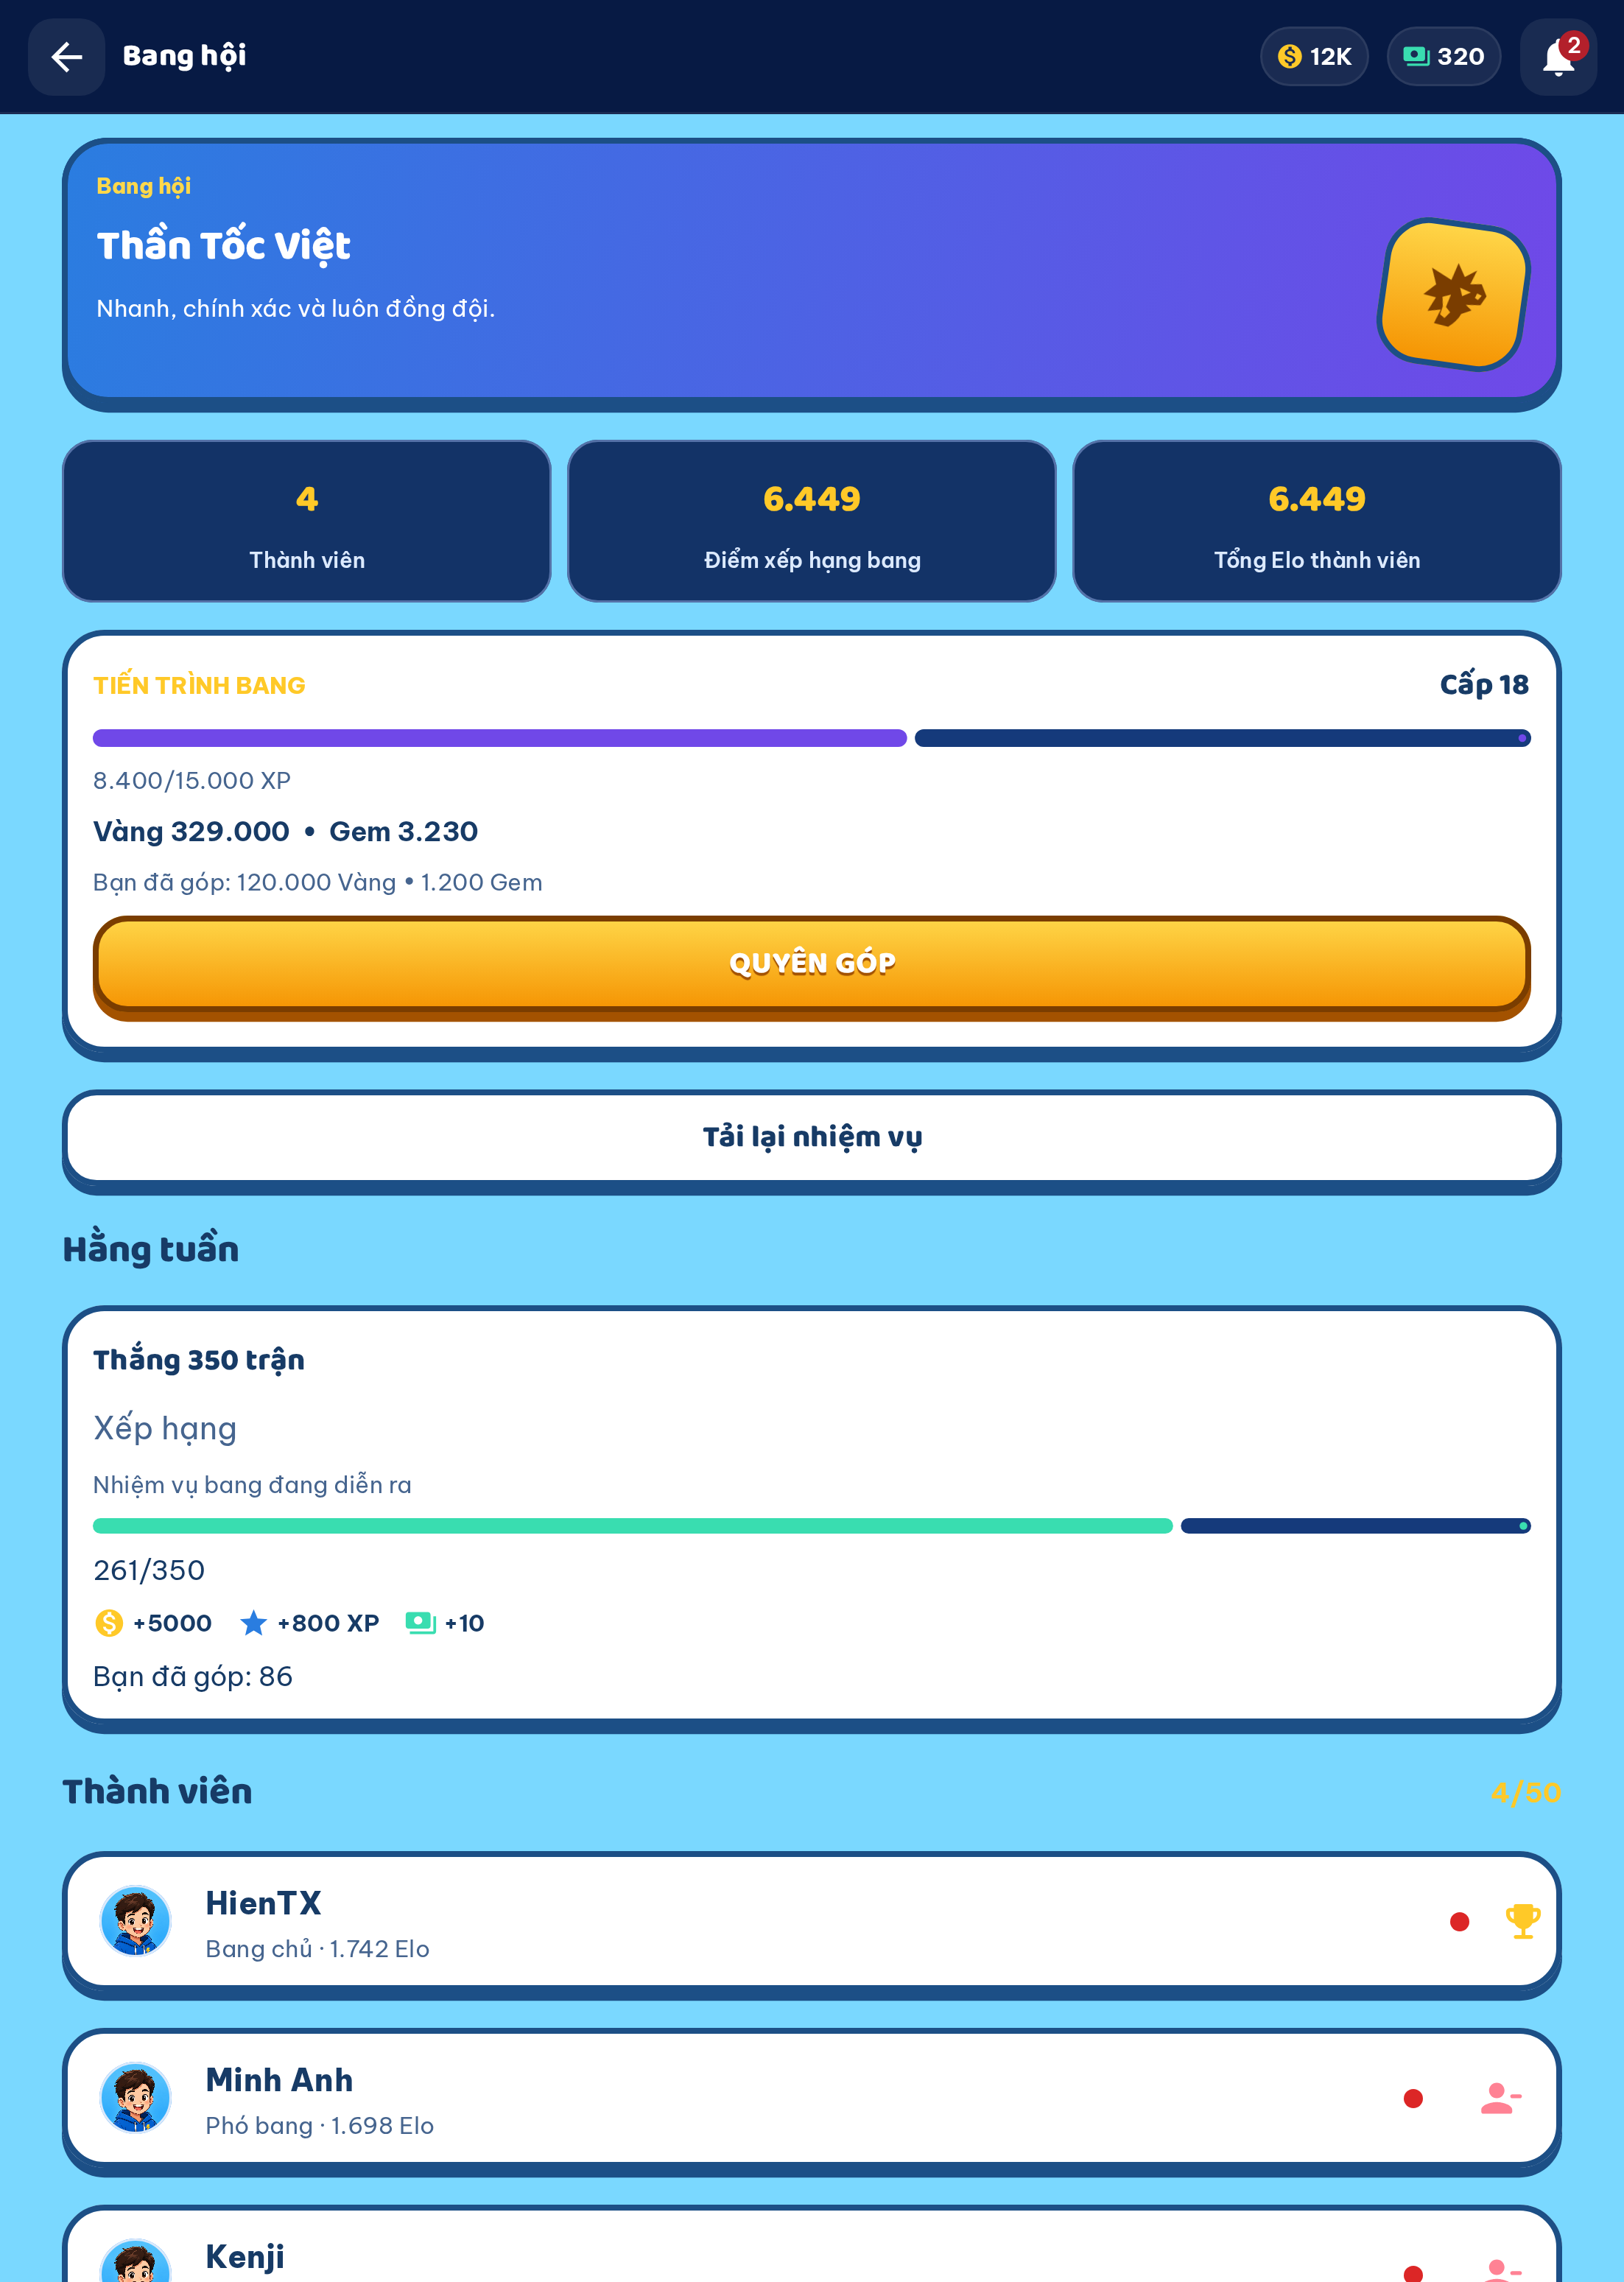 Bang hội
12K
320
2
Bang hội
Thần Tốc Việt
Nhanh, chính xác và luôn đồng đội.
4
Thành viên
6.449
Điểm xếp hạng bang
6.449
Tổng Elo thành viên
TIẾN TRÌNH BANG
Cấp 18
8.400/15.000 XP
Vàng 329.000 • Gem 3.230
Bạn đã góp: 120.000 Vàng • 1.200 Gem
QUYÊN GÓP
Tải lại nhiệm vụ
Hằng tuần
Thắng 350 trận
Xếp hạng
Nhiệm vụ bang đang diễn ra
261/350
+5000 +800 XP +10
Bạn đã góp: 86
Thành viên
4/50
HienTX
Bang chủ · 1.742 Elo
Minh Anh
Phó bang · 1.698 Elo
Kenji